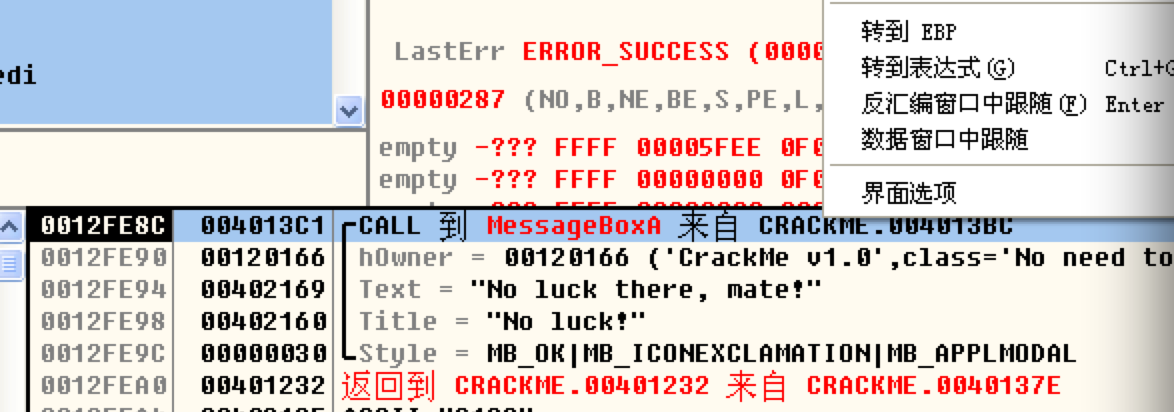 edi
LastErr ERROR_SUCCESS (0000
00000287 (NO,B,NE,BE,S,PE,L,
empty -??? FFFF 00005FEE 0F0
empty -??? FFFF 00000000 0F0
转到 EBP
转到表达式(G) Ctrl+G
反汇编窗口中跟随(F) Enter
数据窗口中跟随
界面选项
0012FE8C 004013C1 CALL 到 MessageBoxA 来自 CRACKME.004013BC
0012FE90 00120166 hOwner = 00120166 ('CrackMe v1.0',class='No need to
0012FE94 00402169 Text = "No luck there, mate!"
0012FE98 00402160 Title = "No luck!"
0012FE9C 00000030 Style = MB_OK|MB_ICONEXCLAMATION|MB_APPLMODAL
0012FEA0 00401232 返回到 CRACKME.00401232 来自 CRACKME.0040137E